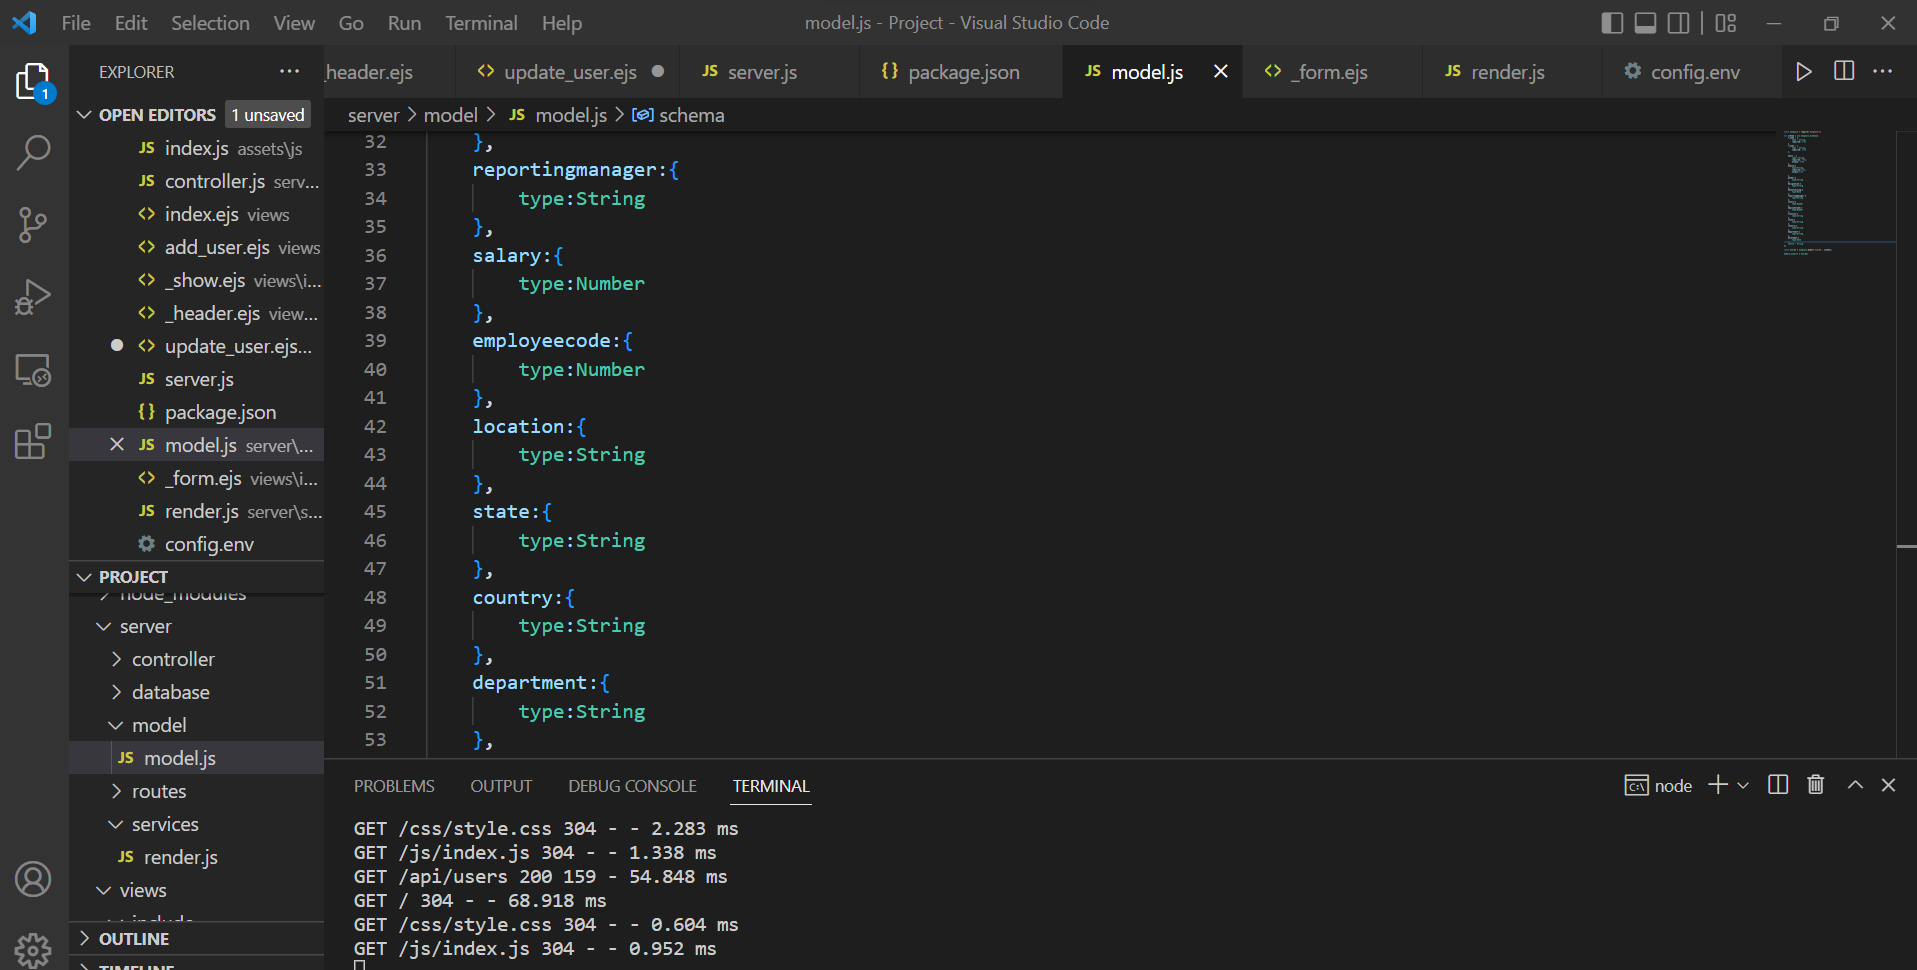 File Edit Selection View Go Run Terminal Help
model.js - Project - Visual Studio Code
EXPLORER
_header.ejs
update_user.ejs
JS server.js
{} package.json
JS model.js
_form.ejs
JS render.js
config.env
1
OPEN EDITORS 1 unsaved
JS index.js assets\js
JS controller.js serv...
index.ejs views
add_user.ejs views
_show.ejs views\i...
_header.ejs view...
update_user.ejs...
JS server.js
{} package.json
JS model.js server\...
_form.ejs views\i...
JS render.js server\s...
config.env
PROJECT
node_modules
server
controller
database
model
JS model.js
routes
services
JS render.js
views
include
OUTLINE
TIMELINE
server > model > JS model.js > schema
32 },
33 reportingmanager:{
34 type:String
35 },
36 salary:{
37 type:Number
38 },
39 employeecode:{
40 type:Number
41 },
42 location:{
43 type:String
44 },
45 state:{
46 type:String
47 },
48 country:{
49 type:String
50 },
51 department:{
52 type:String
53 },
PROBLEMS OUTPUT DEBUG CONSOLE TERMINAL
node
GET /css/style.css 304 - - 2.283 ms
GET /js/index.js 304 - - 1.338 ms
GET /api/users 200 159 - 54.848 ms
GET / 304 - - 68.918 ms
GET /css/style.css 304 - - 0.604 ms
GET /js/index.js 304 - - 0.952 ms